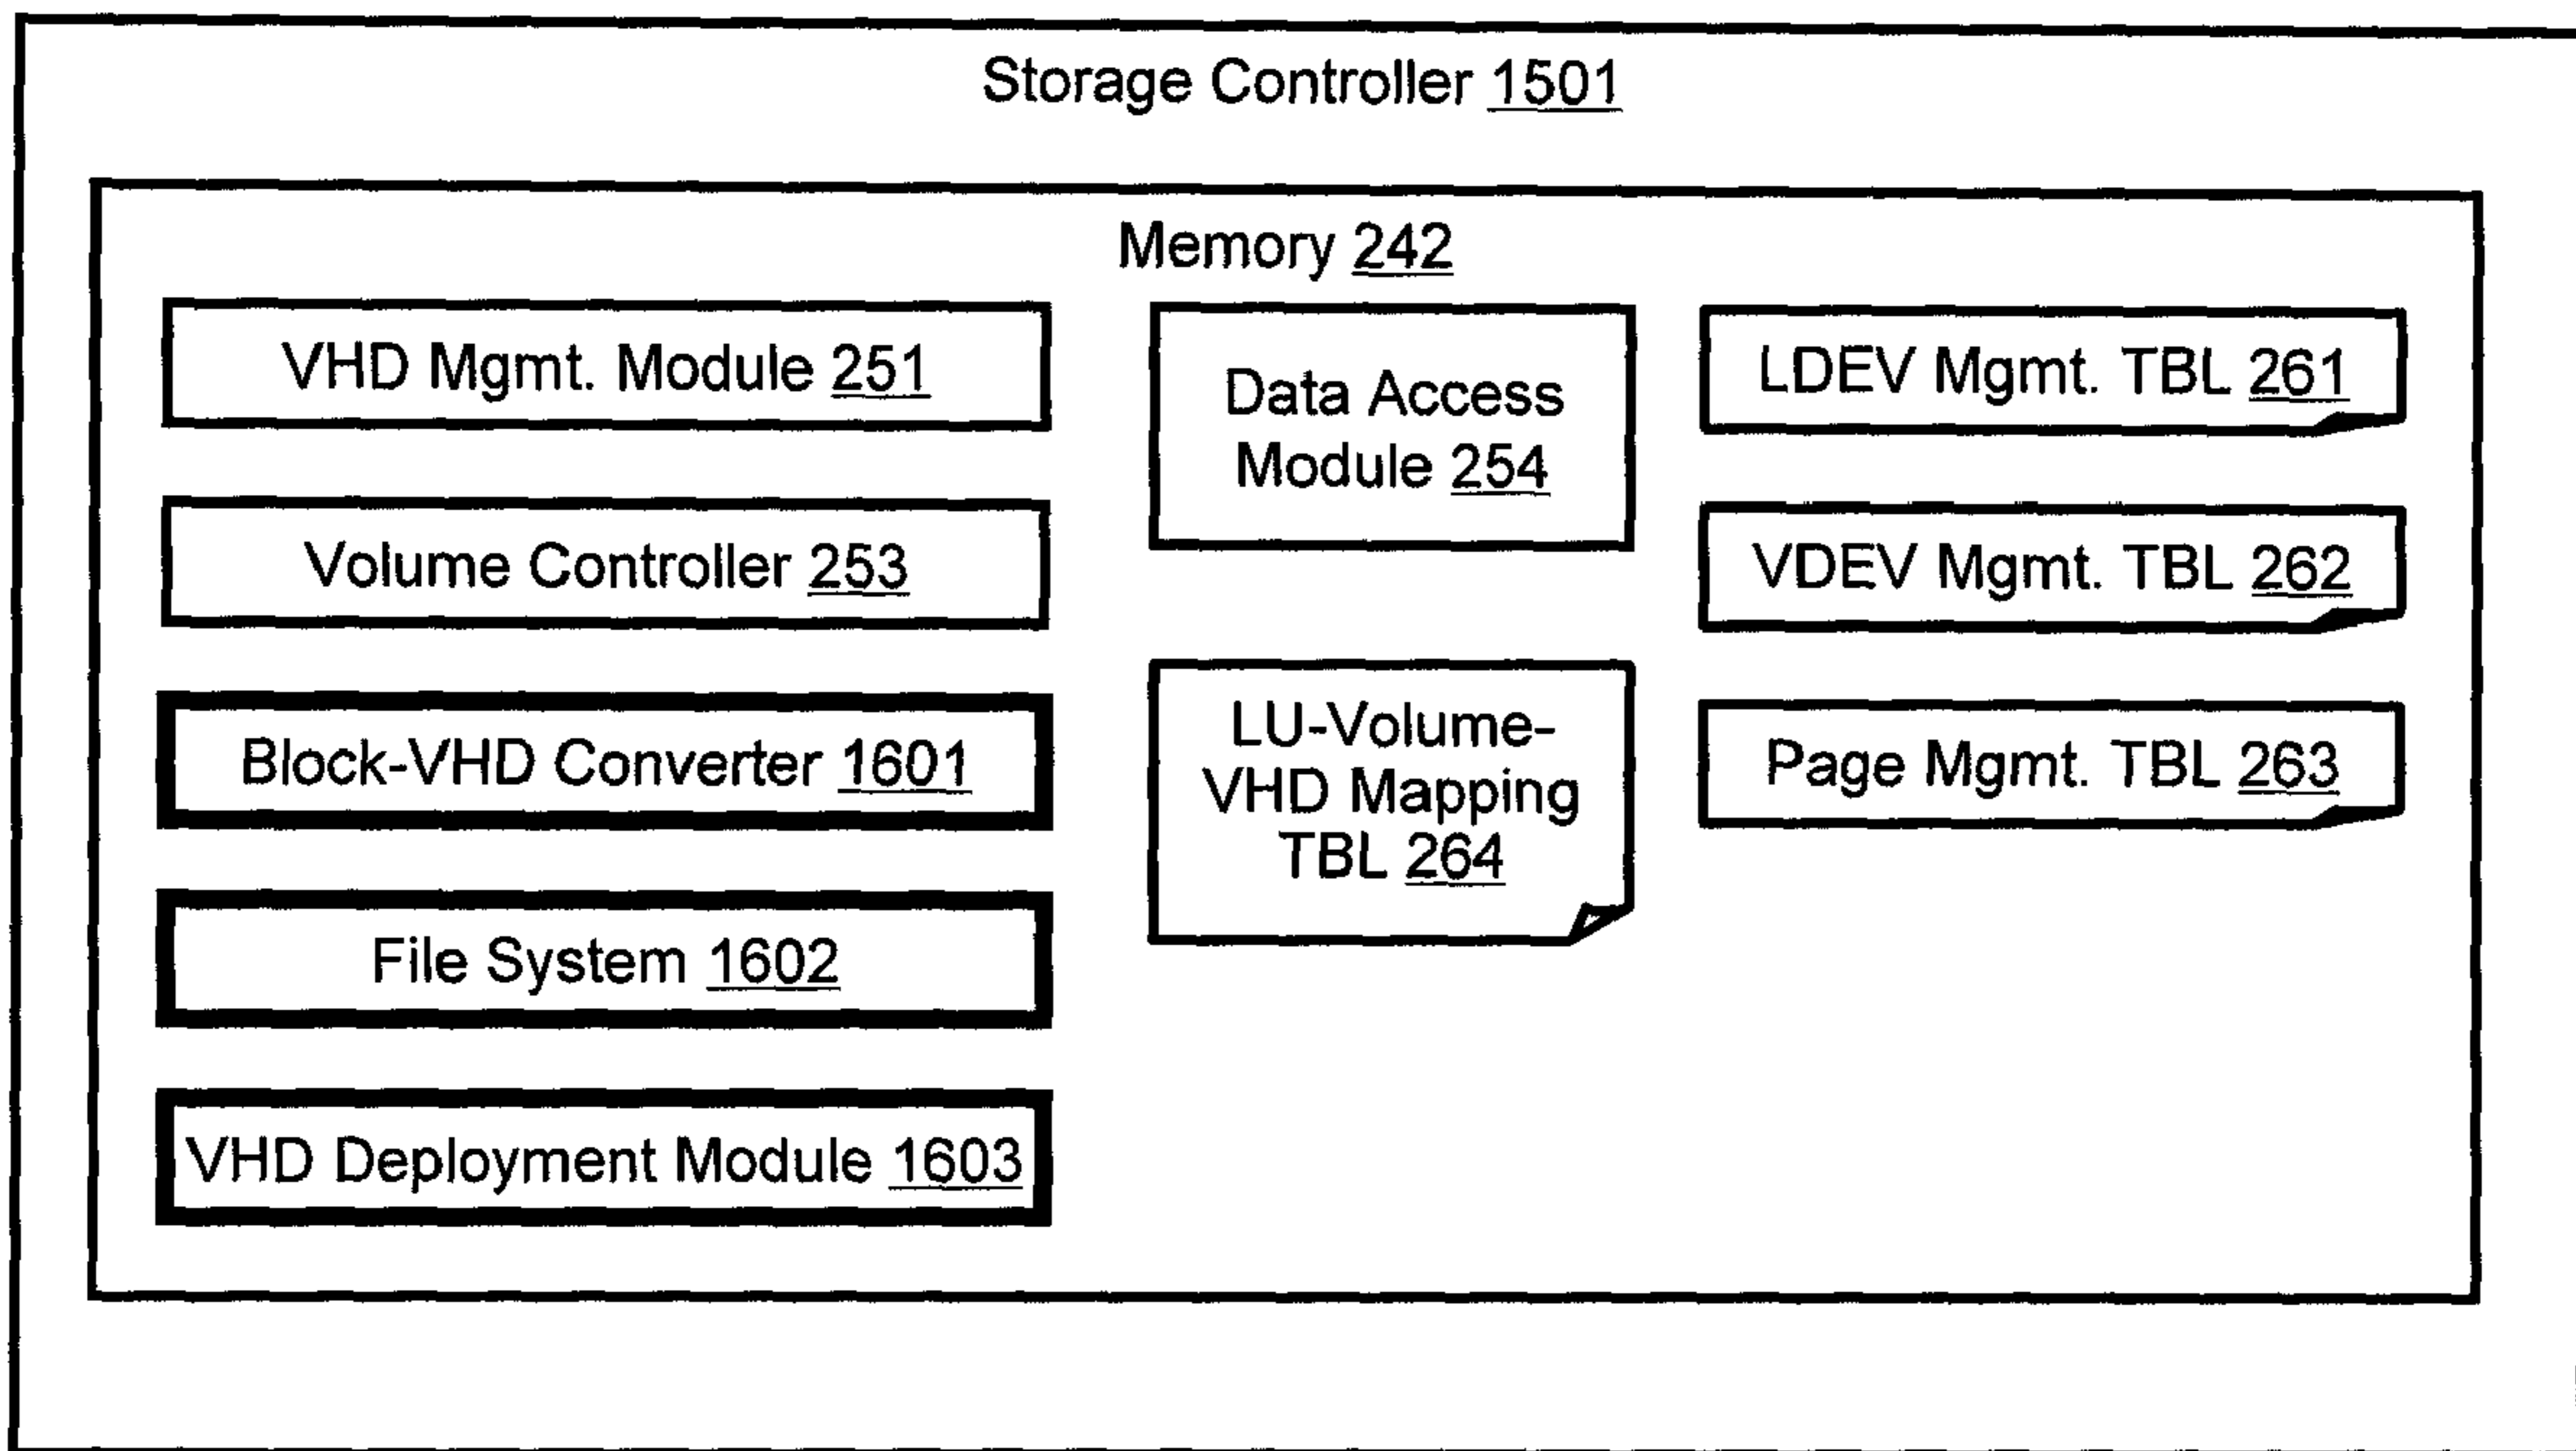 Storage Controller 1501
Memory 242
VHD Mgmt. Module 251
Volume Controller 253
Block-VHD Converter 1601
File System 1602
VHD Deployment Module 1603
Data Access
Module 254
LU-Volume-
VHD Mapping
TBL 264
LDEV Mgmt. TBL 261
VDEV Mgmt. TBL 262
Page Mgmt. TBL 263